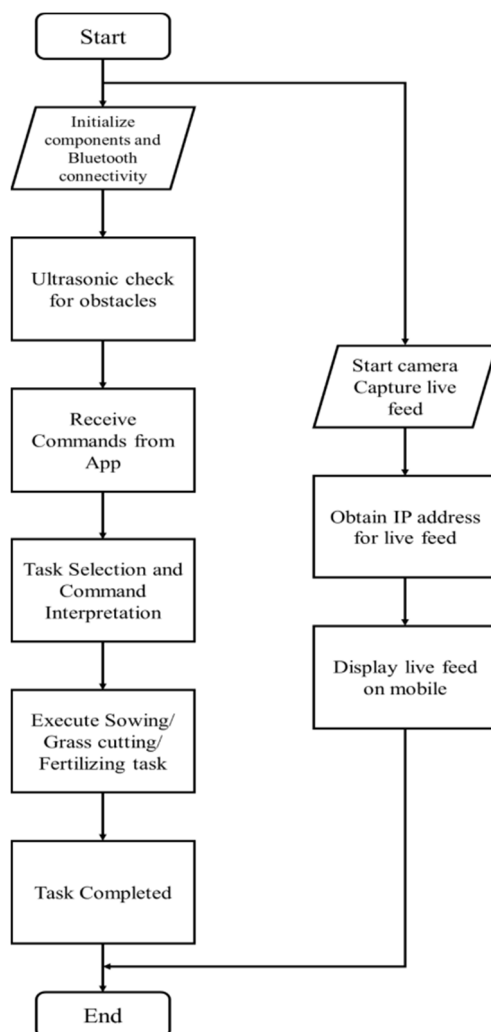 Start
Initialize
components and
Bluetooth
connectivity
Ultrasonic check
for obstacles
Receive
Commands from
App
Task Selection and
Command
Interpretation
Execute Sowing/
Grass cutting/
Fertilizing task
Task Completed
End
Start camera
Capture live
feed
Obtain IP address
for live feed
Display live feed
on mobile